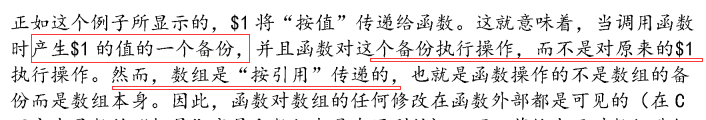 正如这个例子所显示的，$1 将“按值”传递给函数。这就意味着，当调用函数
时产生$1 的值的一个备份，并且函数对这个备份执行操作，而不是对原来的$1
执行操作。然而，数组是“按引用”传递的，也就是函数操作的不是数组的备
份而是数组本身。因此，函数对数组的任何修改在函数外部都是可见的（在 C